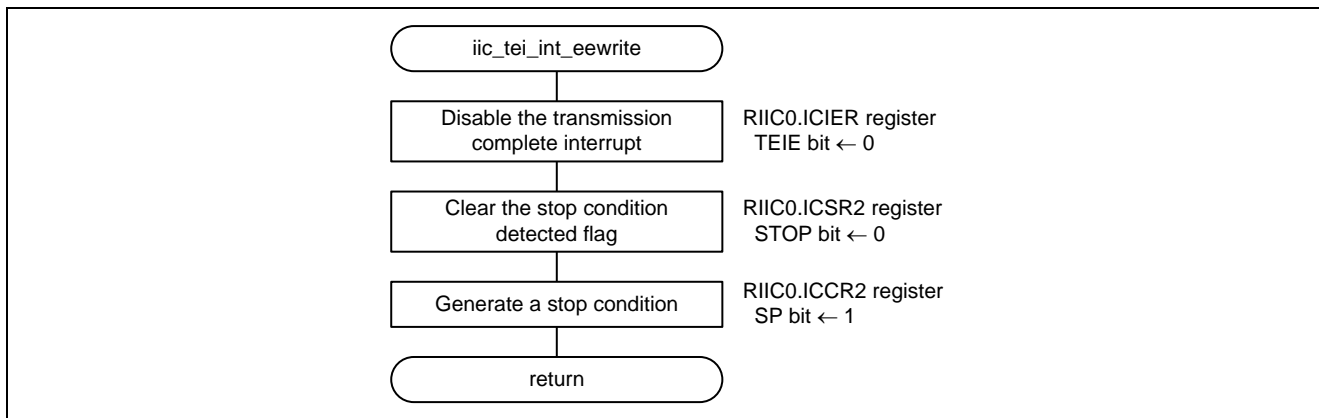 iic_tei_int_eewrite
Disable the transmission
complete interrupt
RIIC0.ICIER register
TEIE bit ← 0
Clear the stop condition
detected flag
RIIC0.ICSR2 register
STOP bit ← 0
Generate a stop condition
RIIC0.ICCR2 register
SP bit ← 1
return